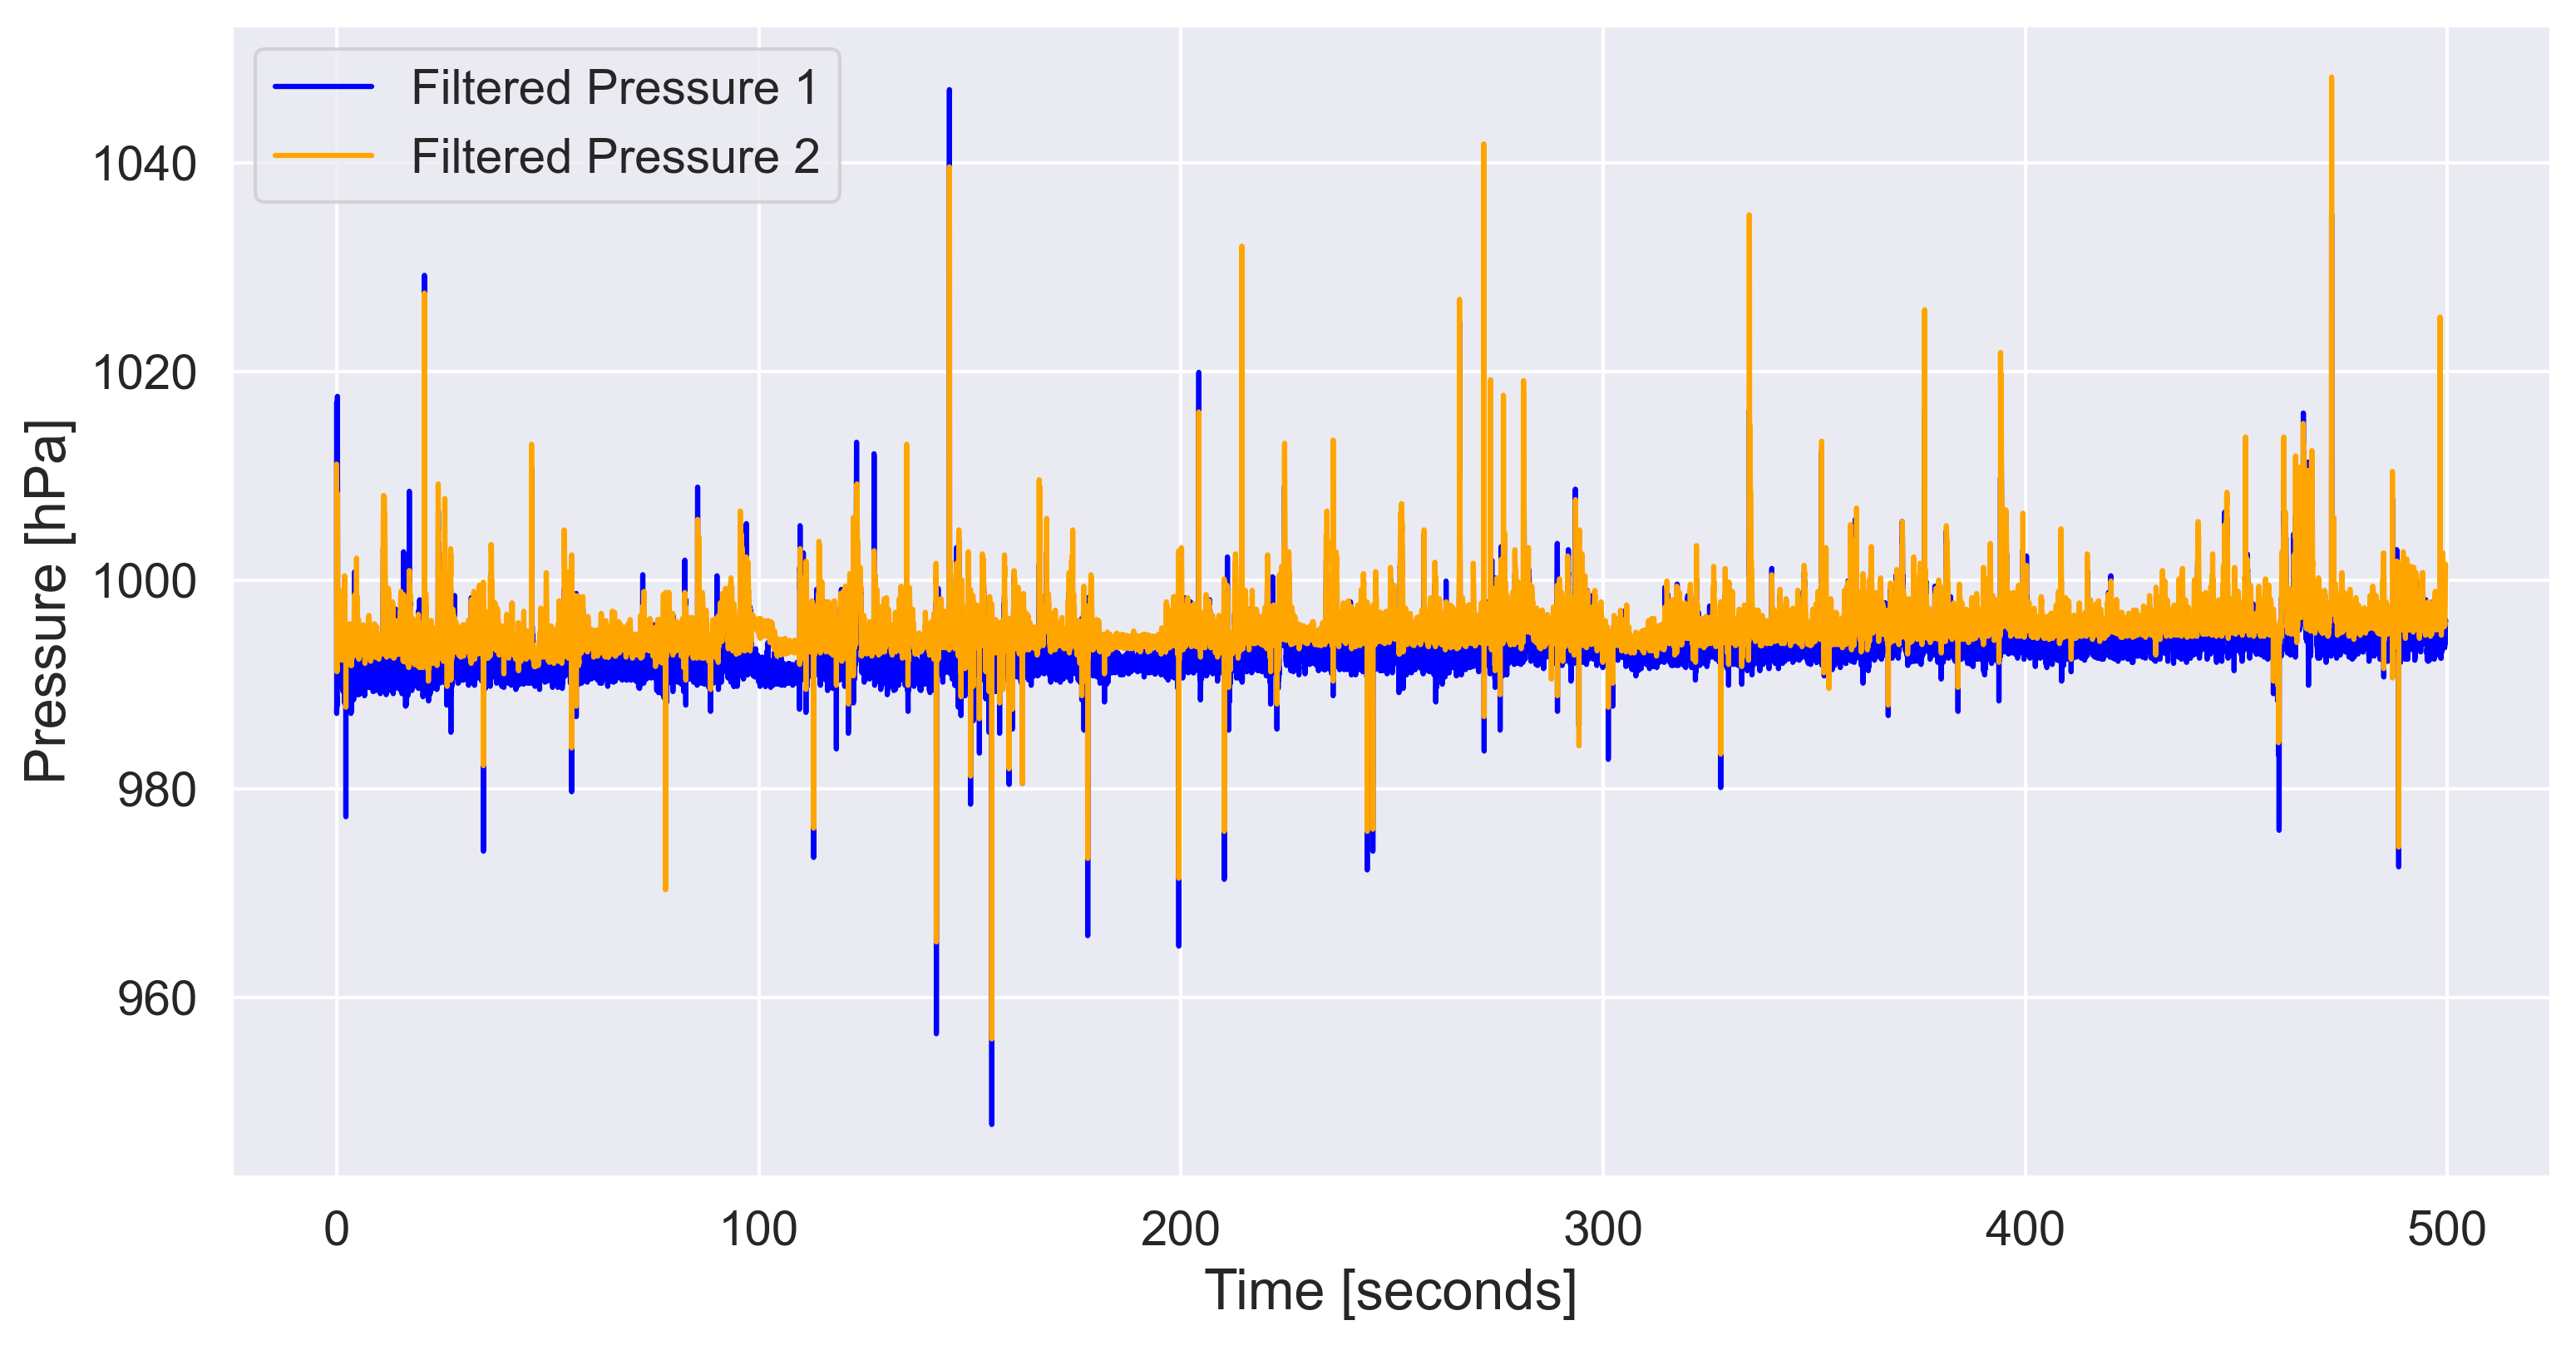 Filtered Pressure 1
Filtered Pressure 2
1040
1020
1000
980
960
Pressure [hPa]
0 100 200 300 400 500
Time [seconds]